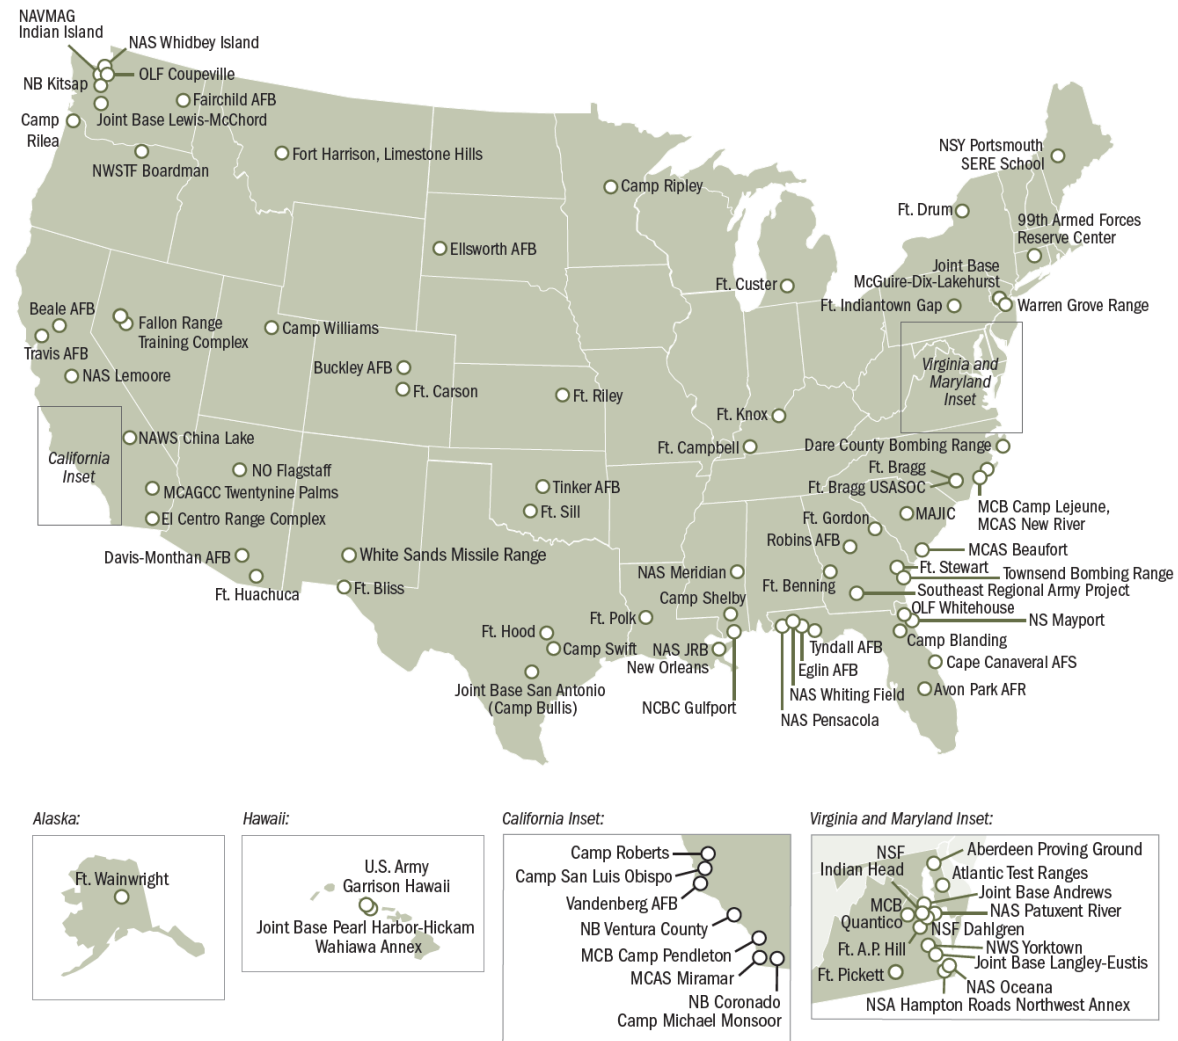 NAVMAG
Indian Island
NAS Whidbey Island
OLF Coupeville
NB Kitsap
Fairchild AFB
Camp
Rilea
Joint Base Lewis-McChord
NWSTF Boardman
Fort Harrison, Limestone Hills
Camp Ripley
NSY Portsmouth
SERE School
Ft. Drum
99th Armed Forces
Reserve Center
Ellsworth AFB
Ft. Custer
Joint Base
McGuire-Dix-Lakehurst
Ft. Indiantown Gap
Warren Grove Range
Beale AFB
Fallon Range
Training Complex
Camp Williams
Travis AFB
NAS Lemoore
Buckley AFB
Ft. Carson
Ft. Riley
Virginia and
Maryland
Inset
Ft. Knox
NAWS China Lake
Ft. Campbell
Dare County Bombing Range
California
Inset
NO Flagstaff
MCAGCC Twentynine Palms
El Centro Range Complex
Tinker AFB
Ft. Sill
Ft. Bragg
Ft. Bragg USASOC
MCB Camp Lejeune,
MCAS New River
MAJIC
Ft. Gordon
Robins AFB
Davis-Monthan AFB
White Sands Missile Range
MCAS Beaufort
Ft. Huachuca
Ft. Bliss
NAS Meridian
Ft. Benning
Ft. Stewart
Townsend Bombing Range
Southeast Regional Army Project
Camp Shelby
OLF Whitehouse
Ft. Polk
NS Mayport
Ft. Hood
Camp Swift
NAS JRB
New Orleans
Tyndall AFB
Camp Blanding
Eglin AFB
Cape Canaveral AFS
Joint Base San Antonio
(Camp Bullis)
NAS Whiting Field
Avon Park AFR
NCBC Gulfport
NAS Pensacola
Alaska:
Ft. Wainwright
Hawaii:
U.S. Army
Garrison Hawaii
Joint Base Pearl Harbor-Hickam
Wahiawa Annex
California Inset:
Camp Roberts
Camp San Luis Obispo
Vandenberg AFB
NB Ventura County
MCB Camp Pendleton
MCAS Miramar
NB Coronado
Camp Michael Monsoor
Virginia and Maryland Inset:
NSF
Indian Head
Aberdeen Proving Ground
Atlantic Test Ranges
Joint Base Andrews
MCB
Quantico
NAS Patuxent River
NSF Dahlgren
Ft. A.P. Hill
NWS Yorktown
Joint Base Langley-Eustis
Ft. Pickett
NAS Oceana
NSA Hampton Roads Northwest Annex